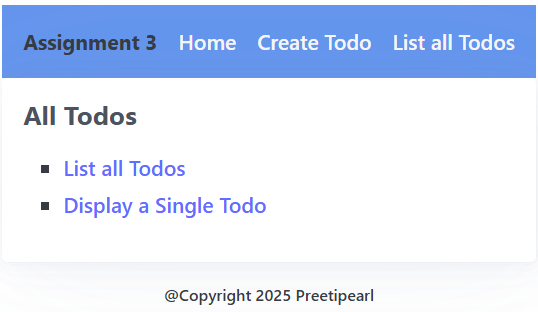 Assignment 3 Home Create Todo List all Todos
All Todos
List all Todos
Display a Single Todo
@Copyright 2025 Preetipearl